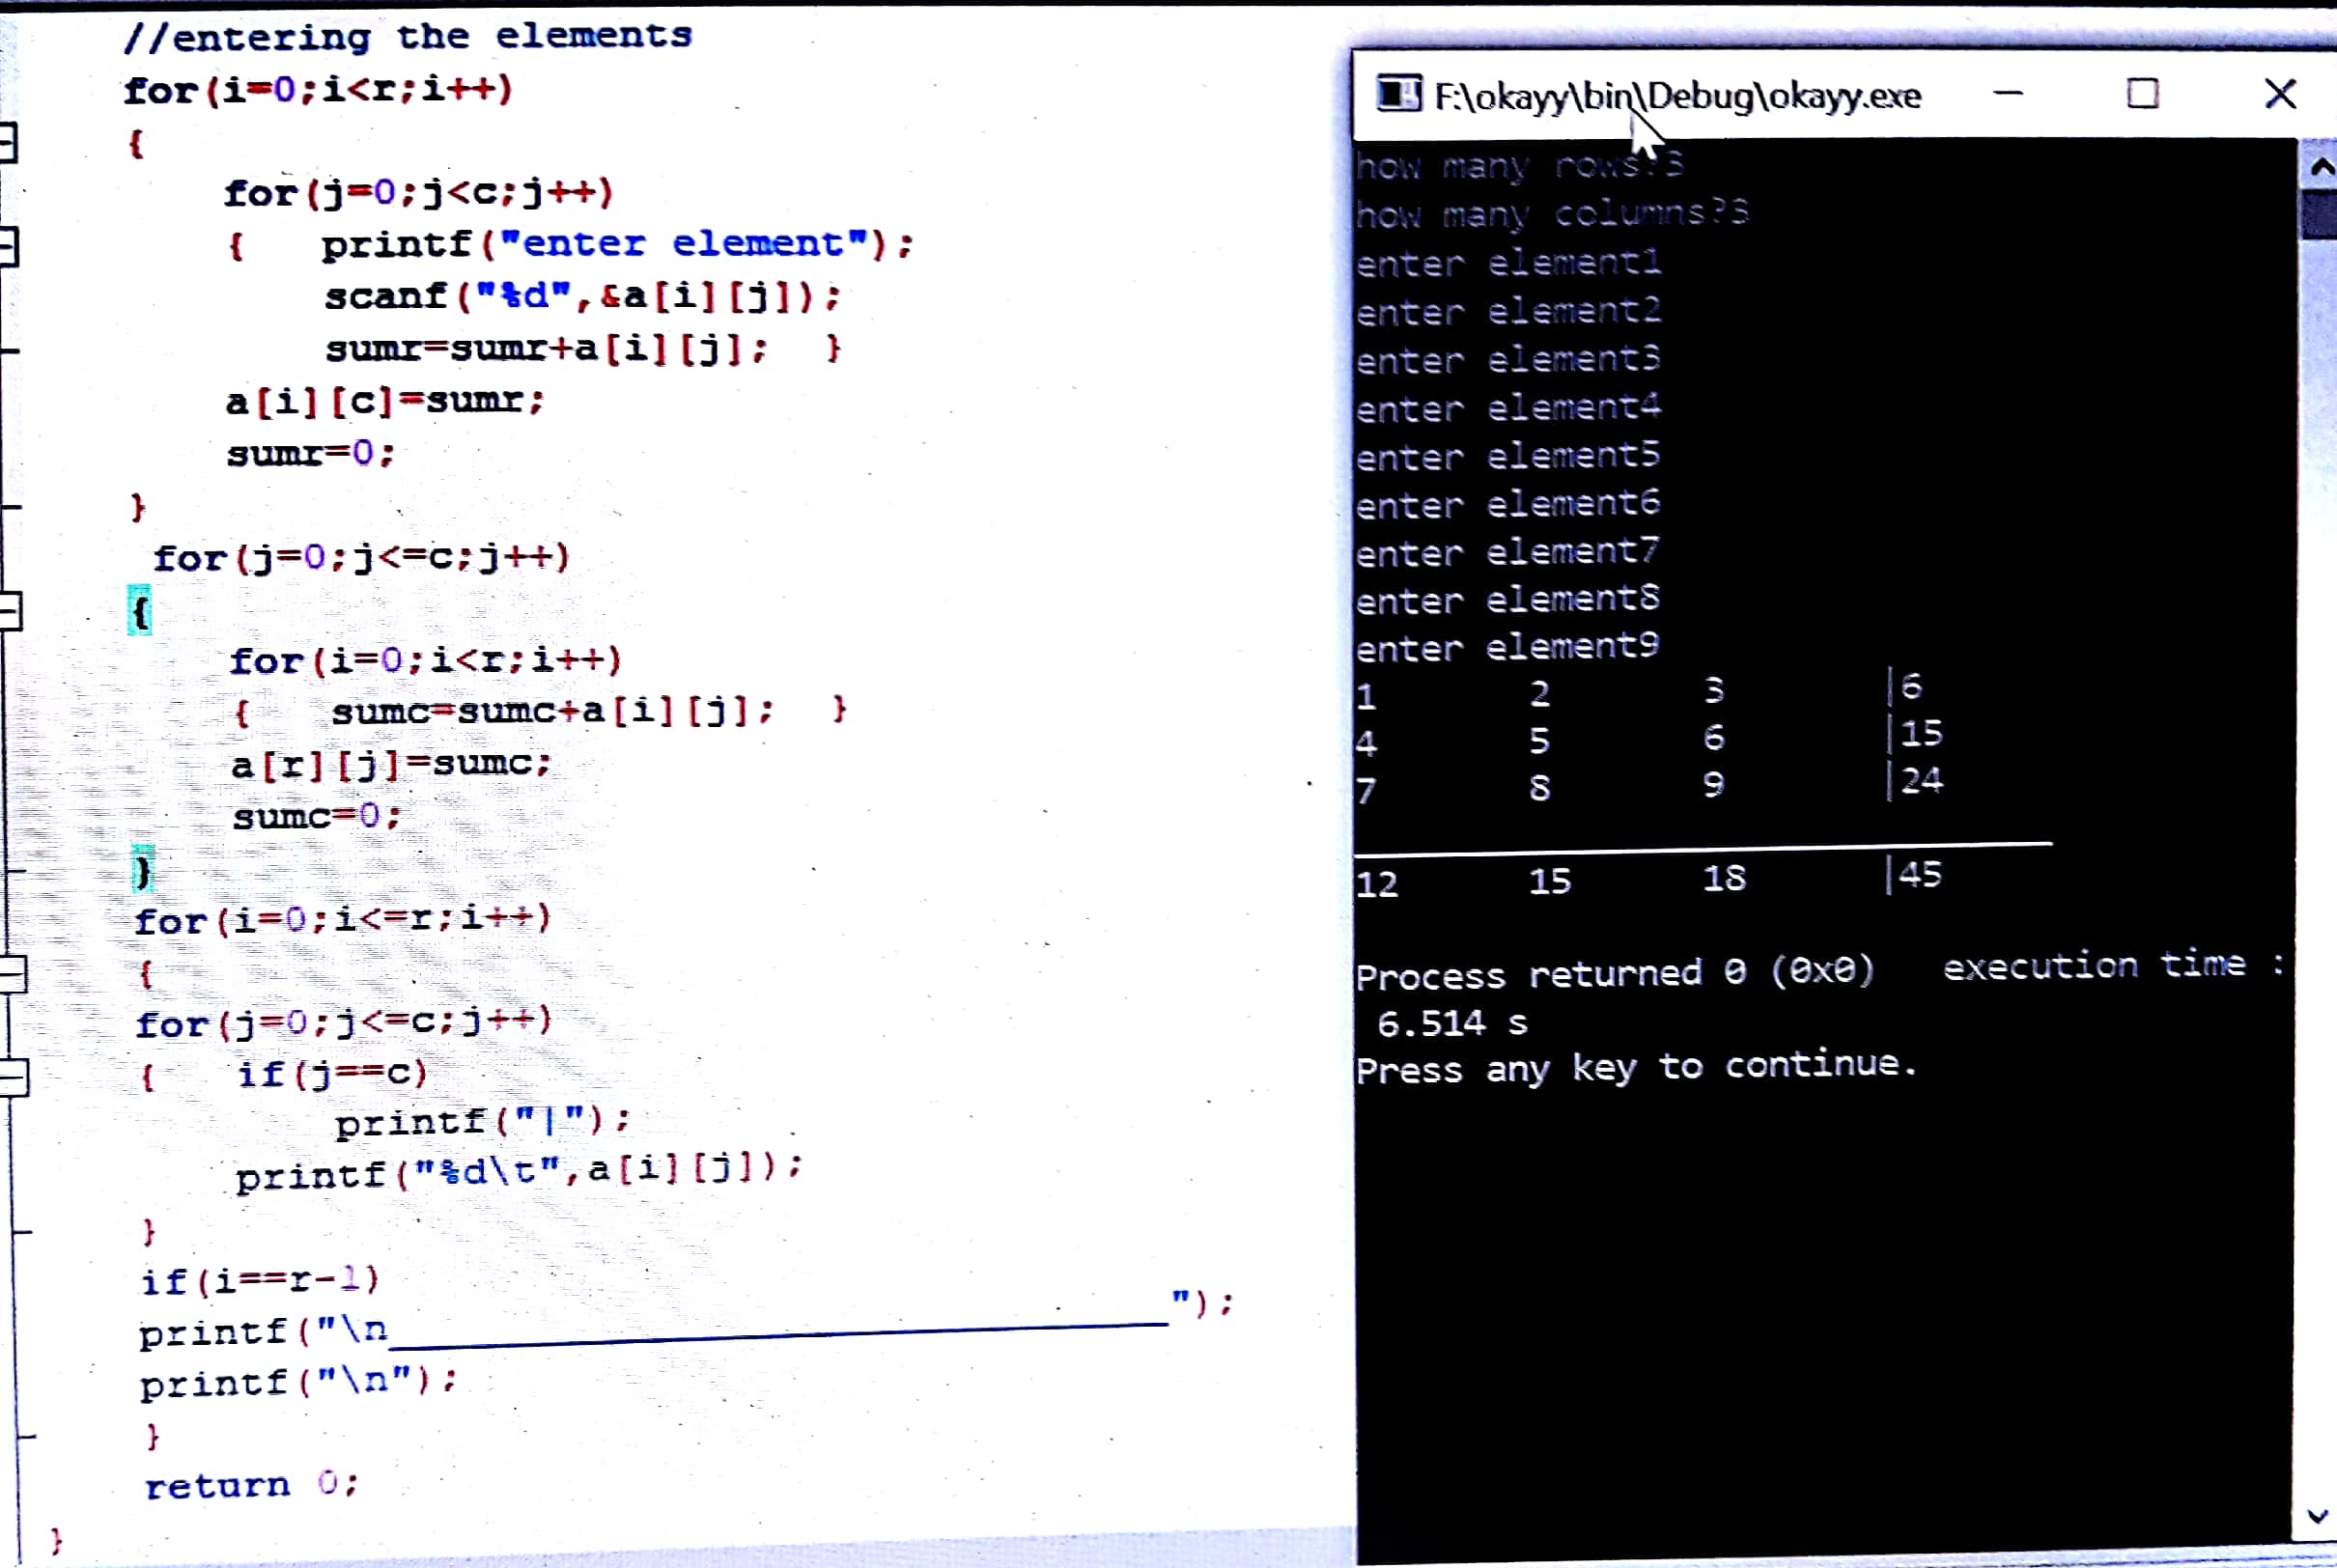 //entering the elements
for(i=0;i<r;i++)
{
for(j=0;j<c;j++)
{ printf("enter element");
scanf("%d",&a[i][j]);
sumr=sumr+a[i][j]; }
a[i][c]=sumr;
sumr=0;
}
for(j=0;j<=c;j++)
{
for(i=0;i<r;i++)
{ sumc=sumc+a[i][j]; }
a[r][j]=sumc;
sumc=0;
}
for(i=0;i<=r;i++)
{
for(j=0;j<=c;j++)
{ if(j==c)
printf("|");
printf("%d\t",a[i][j]);
}
if(i==r-1)
printf("\n________________________________");
printf("\n");
}
return 0;
}
F:\okayy\bin\Debug\okayy.exe
how many rows?3
how many columns?3
enter element1
enter element2
enter element3
enter element4
enter element5
enter element6
enter element7
enter element8
enter element9
1 2 3 |6
4 5 6 |15
7 8 9 |24
________________________________
12 15 18 |45
Process returned 0 (0x0) execution time :
6.514 s
Press any key to continue.